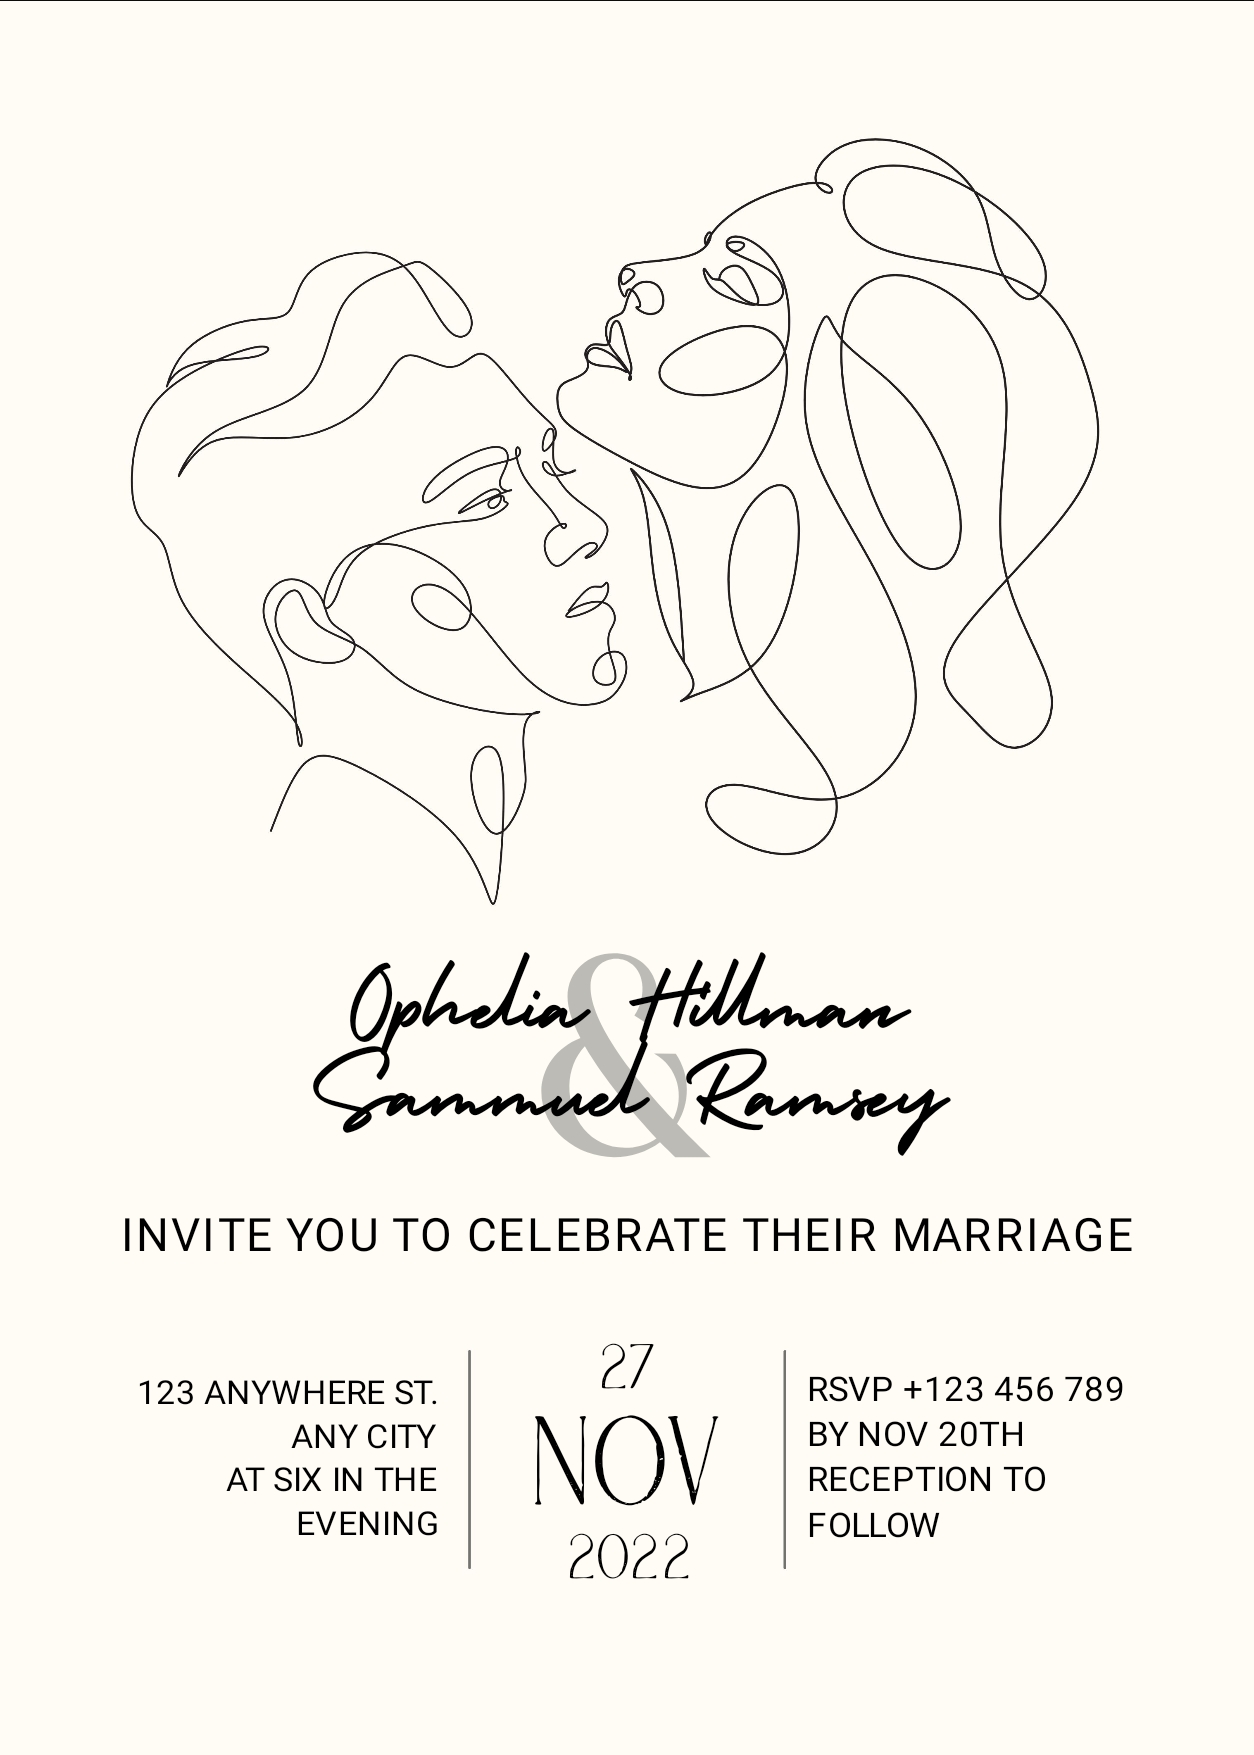 Ophelia Hillman
&
Sammuel Ramsey
INVITE YOU TO CELEBRATE THEIR MARRIAGE
123 ANYWHERE ST.
ANY CITY
AT SIX IN THE
EVENING
27
NOV
2022
RSVP +123 456 789
BY NOV 20TH
RECEPTION TO
FOLLOW